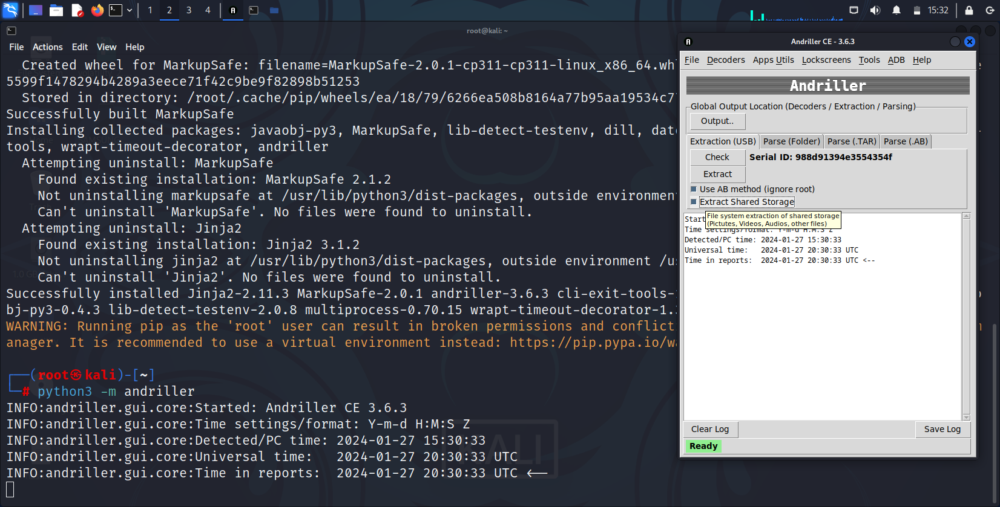 1 2 3 4
15:32
root@kali: ~
File Actions Edit View Help
Created wheel for MarkupSafe: filename=MarkupSafe-2.0.1-cp311-cp311-linux_x86_64.wh
5599f1478294b4289a3eece71f42c9be9f82898b51253
Stored in directory: /root/.cache/pip/wheels/ea/18/79/6266ea508b8164a77b95aa19534c7
Successfully built MarkupSafe
Installing collected packages: javaobj-py3, MarkupSafe, lib-detect-testenv, dill, dat
tools, wrapt-timeout-decorator, andriller
Attempting uninstall: MarkupSafe
Found existing installation: MarkupSafe 2.1.2
Not uninstalling markupsafe at /usr/lib/python3/dist-packages, outside environment
Can't uninstall 'MarkupSafe'. No files were found to uninstall.
Attempting uninstall: Jinja2
Found existing installation: Jinja2 3.1.2
Not uninstalling jinja2 at /usr/lib/python3/dist-packages, outside environment /us
Can't uninstall 'Jinja2'. No files were found to uninstall.
Successfully installed Jinja2-2.11.3 MarkupSafe-2.0.1 andriller-3.6.3 cli-exit-tools-
bj-py3-0.4.3 lib-detect-testenv-2.0.8 multiprocess-0.70.15 wrapt-timeout-decorator-1.
WARNING: Running pip as the 'root' user can result in broken permissions and conflict
anager. It is recommended to use a virtual environment instead: https://pip.pypa.io/w
(root㉿kali)-[~]
# python3 -m andriller
INFO:andriller.gui.core:Started: Andriller CE 3.6.3
INFO:andriller.gui.core:Time settings/format: Y-m-d H:M:S Z
INFO:andriller.gui.core:Detected/PC time: 2024-01-27 15:30:33
INFO:andriller.gui.core:Universal time:   2024-01-27 20:30:33 UTC
INFO:andriller.gui.core:Time in reports:  2024-01-27 20:30:33 UTC <--
KALI
Andriller CE - 3.6.3
File Decoders Apps Utils Lockscreens Tools ADB Help
Andriller
Global Output Location (Decoders / Extraction / Parsing)
Output..
Extraction (USB) Parse (Folder) Parse (.TAR) Parse (.AB)
Check Serial ID: 988d91394e3554354f
Extract
Use AB method (ignore root)
Extract Shared Storage
File system extraction of shared storage
(Pictutes, Videos, Audios, other files)
Start
Time settings/format: Y-m-d H:M:S Z
Detected/PC time: 2024-01-27 15:30:33
Universal time:   2024-01-27 20:30:33 UTC
Time in reports:  2024-01-27 20:30:33 UTC <--
Clear Log Save Log
Ready